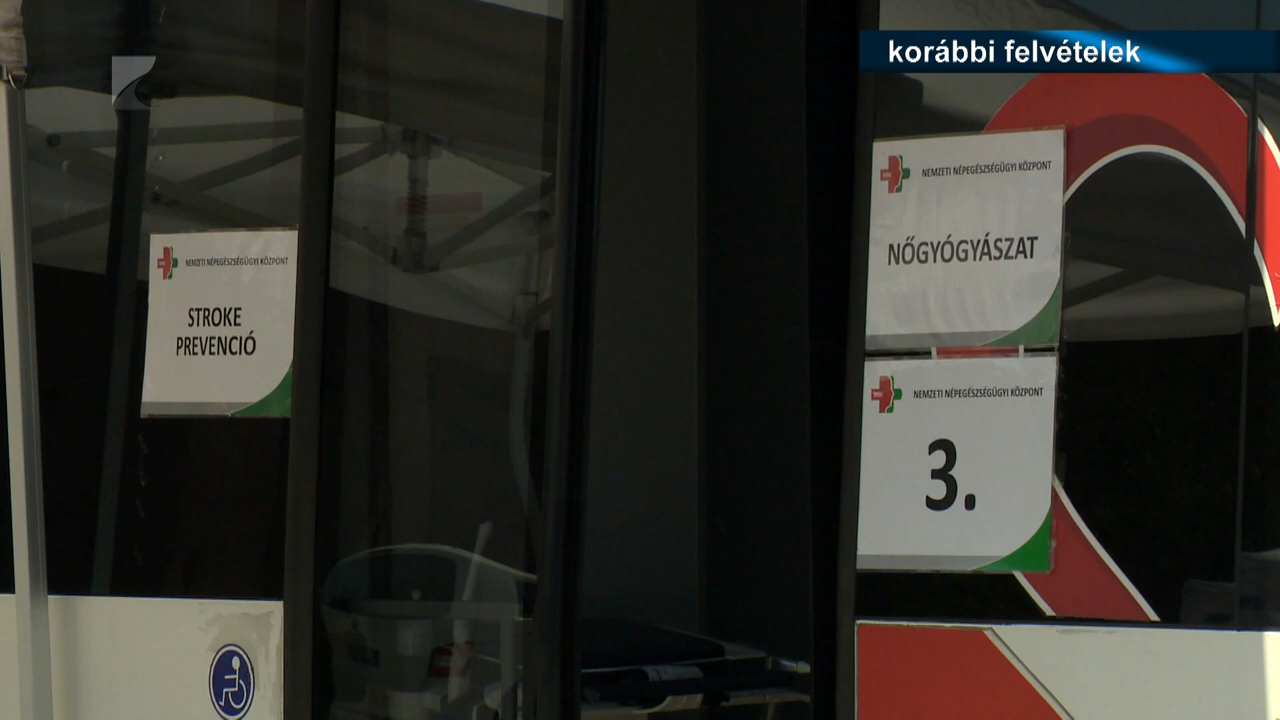 korábbi felvételek
NEMZETI NÉPEGÉSZSÉGÜGYI KÖZPONT
STROKE
PREVENCIÓ
NEMZETI NÉPEGÉSZSÉGÜGYI KÖZPONT
NŐGYÓGYÁSZAT
NEMZETI NÉPEGÉSZSÉGÜGYI KÖZPONT
3.